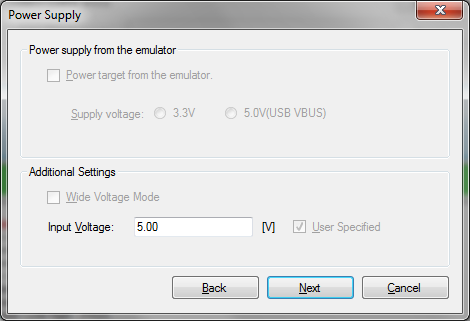 Power Supply
Power supply from the emulator
Power target from the emulator.
Supply voltage: 3.3V 5.0V(USB VBUS)
Additional Settings
Wide Voltage Mode
Input Voltage: 5.00 [V] User Specified
Back Next Cancel